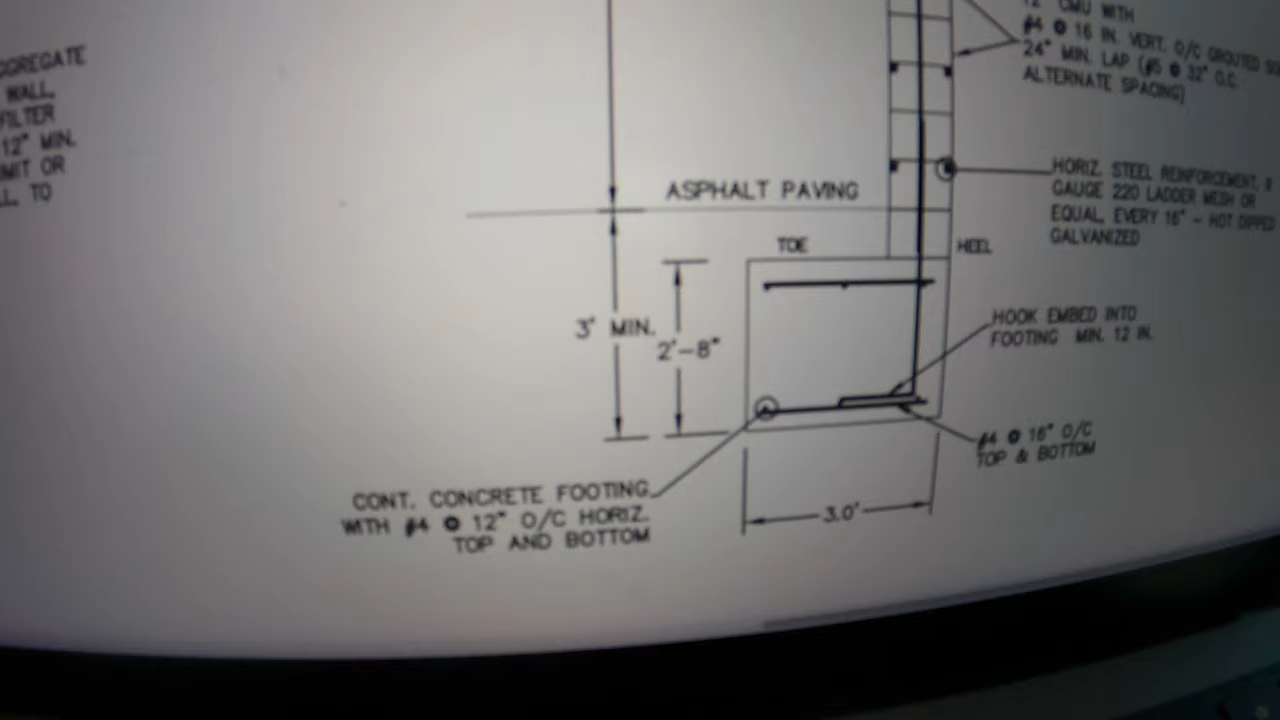 GGREGATE
WALL,
FILTER
12" MIN.
MIT OR
LL TO
12" CMU WITH
#4 @ 16 IN. VERT. O/C GROUTED
24" MIN. LAP (#5 @ 32" O.C.
ALTERNATE SPACING)
ASPHALT PAVING
HORIZ. STEEL REINFORCEMENT, 9
GAUGE 220 LADDER MESH OR
EQUAL, EVERY 16" - HOT DIPPED
GALVANIZED
TOE
HEEL
3' MIN.
2'-8"
HOOK EMBED INTO
FOOTING MIN. 12 IN.
#4 @ 16" O/C
TOP & BOTTOM
CONT. CONCRETE FOOTING
WITH #4 @ 12" O/C HORIZ.
TOP AND BOTTOM
3.0'